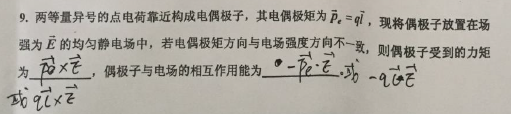 9. 两等量异号的点电荷靠近构成电偶极子，其电偶极矩为 $\vec{p}_e = q\vec{l}$，现将偶极子放置在场
强为 $\vec{E}$ 的均匀静电场中，若电偶极矩方向与电场强度方向不一致，则偶极子受到的力矩
为 $\vec{p_e} \times \vec{E}$ ，偶极子与电场的相互作用能为 $-\vec{p_e} \cdot \vec{E}$ . 或 $-q\vec{l} \cdot \vec{E}$
或 $q\vec{l} \times \vec{E}$